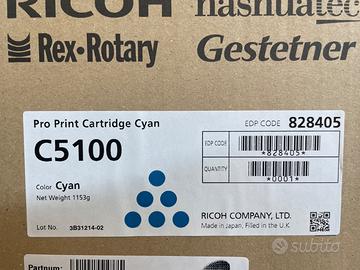 RICOH nashuatec
Rex·Rotary Gestetner
Pro Print Cartridge Cyan
EDP CODE 828405
C5100
EDP CODE
*828405*
QUANTITY
*0001*
Color Cyan
Net Weight 1153g
Lot No. 3B31214-02
RICOH COMPANY, LTD.
Made in Japan, Filled in the U.K
Partnum:
subito